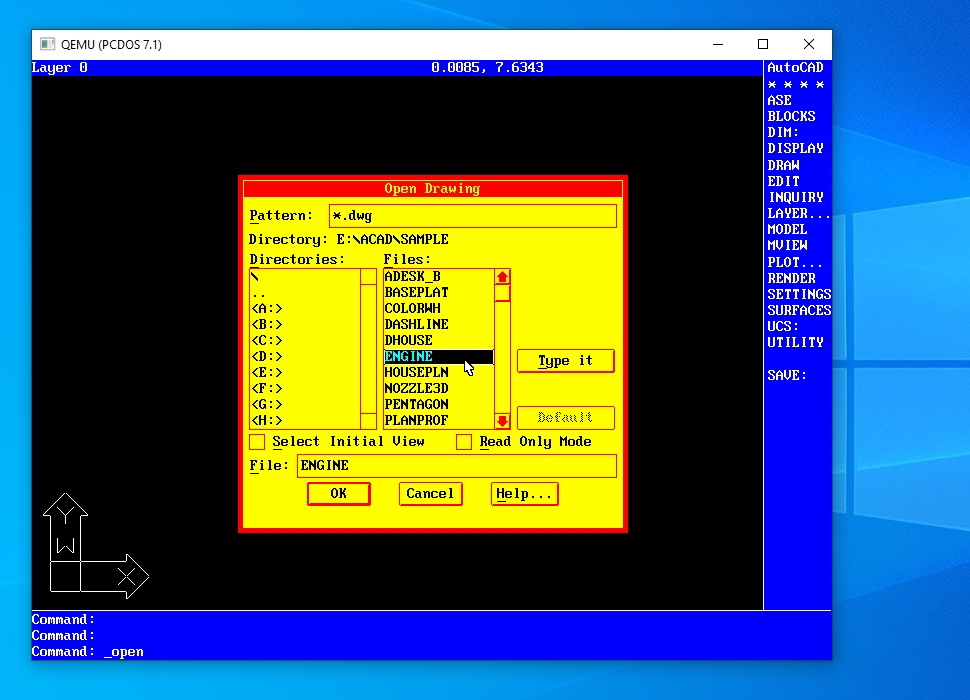 QEMU (PCDOS 7.1)
Layer 0 0.0085, 7.6343
AutoCAD
* * * *
ASE
BLOCKS
DIM:
DISPLAY
DRAW
EDIT
INQUIRY
LAYER...
MODEL
MVIEW
PLOT...
RENDER
SETTINGS
SURFACES
UCS:
UTILITY
SAVE:
Open Drawing
Pattern: *.dwg
Directory: E:\ACAD\SAMPLE
Directories: Files:
\ ADESK_B
.. BASEPLAT
<A:> COLORWH
<B:> DASHLINE
<C:> DHOUSE
<D:> ENGINE
<E:> HOUSEPLN
<F:> NOZZLE3D
<G:> PENTAGON
<H:> PLANPROF
Type it
Default
Select Initial View Read Only Mode
File: ENGINE
OK Cancel Help...
Y
W
X
Command:
Command:
Command: _open